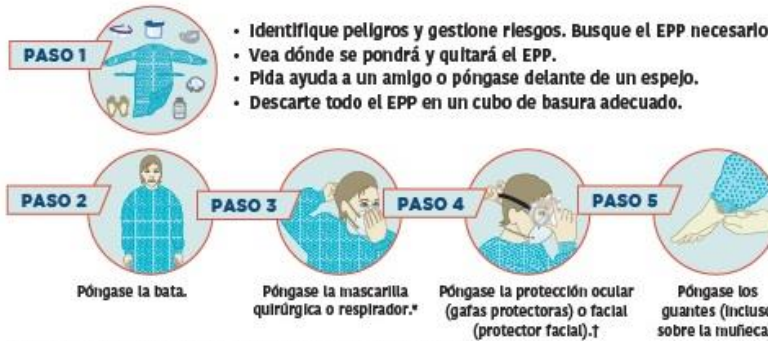 PASO 1
• Identifique peligros y gestione riesgos. Busque el EPP necesario
• Vea dónde se pondrá y quitará el EPP.
• Pida ayuda a un amigo o póngase delante de un espejo.
• Descarte todo el EPP en un cubo de basura adecuado.
PASO 2
PASO 3
PASO 4
PASO 5
Póngase la bata.
Póngase la mascarilla
quirúrgica o respirador.*
Póngase la protección ocular
(gafas protectoras) o facial
(protector facial).†
Póngase los
guantes (incluso
sobre la muñeca